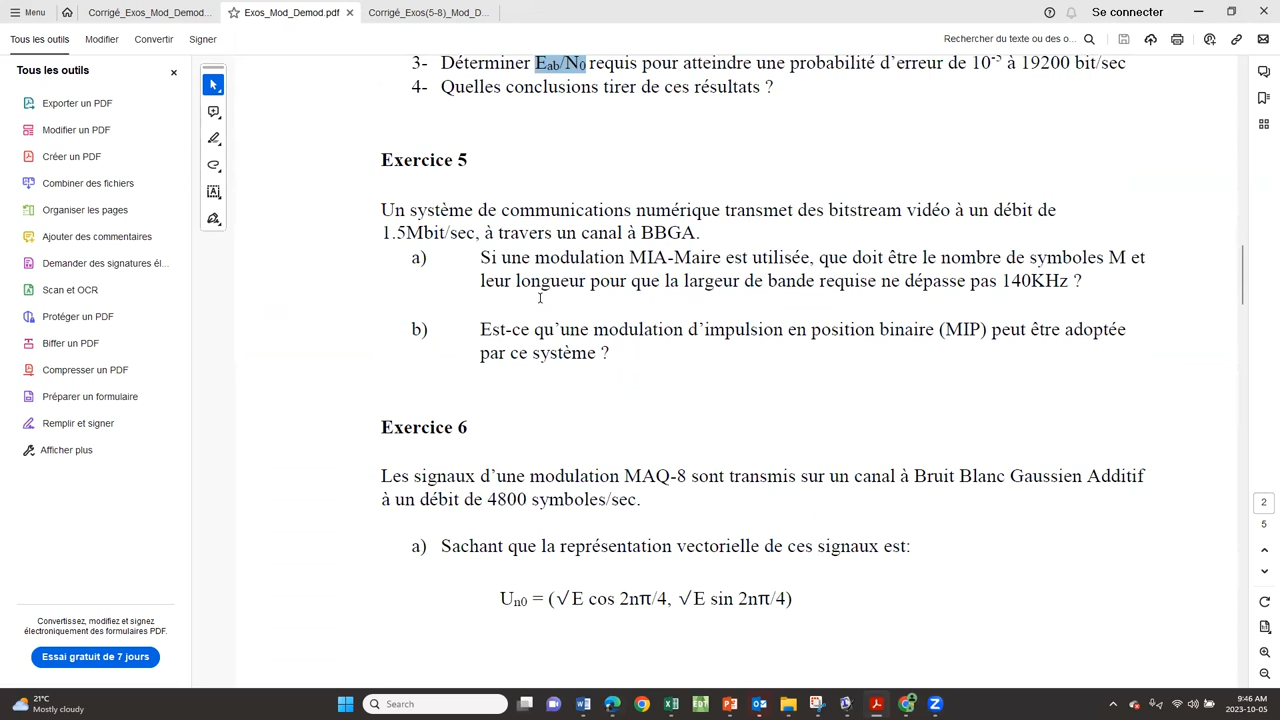 Menu
Corrigé_Exos_Mod_Demod...
Exos_Mod_Demod.pdf
Corrigé_Exos(5-8)_Mod_D...
Se connecter
Tous les outils
Modifier
Convertir
Signer
Rechercher du texte ou des o...
Tous les outils
Exporter un PDF
Modifier un PDF
Créer un PDF
Combiner des fichiers
Organiser les pages
Ajouter des commentaires
Demander des signatures él...
Scan et OCR
Protéger un PDF
Biffer un PDF
Compresser un PDF
Préparer un formulaire
Remplir et signer
Afficher plus
Convertissez, modifiez et signez
électroniquement des formulaires PDF.
Essai gratuit de 7 jours
3- Déterminer Eab/N0 requis pour atteindre une probabilité d’erreur de 10-5 à 19200 bit/sec
4- Quelles conclusions tirer de ces résultats ?
Exercice 5
Un système de communications numérique transmet des bitstream vidéo à un débit de
1.5Mbit/sec, à travers un canal à BBGA.
a) Si une modulation MIA-Maire est utilisée, que doit être le nombre de symboles M et
leur longueur pour que la largeur de bande requise ne dépasse pas 140KHz ?
b) Est-ce qu’une modulation d’impulsion en position binaire (MIP) peut être adoptée
par ce système ?
Exercice 6
Les signaux d’une modulation MAQ-8 sont transmis sur un canal à Bruit Blanc Gaussien Additif
à un débit de 4800 symboles/sec.
a) Sachant que la représentation vectorielle de ces signaux est:
Un0 = (√E cos 2nπ/4, √E sin 2nπ/4)
2
5
21°C
Mostly cloudy
Search
9:46 AM
2023-10-05